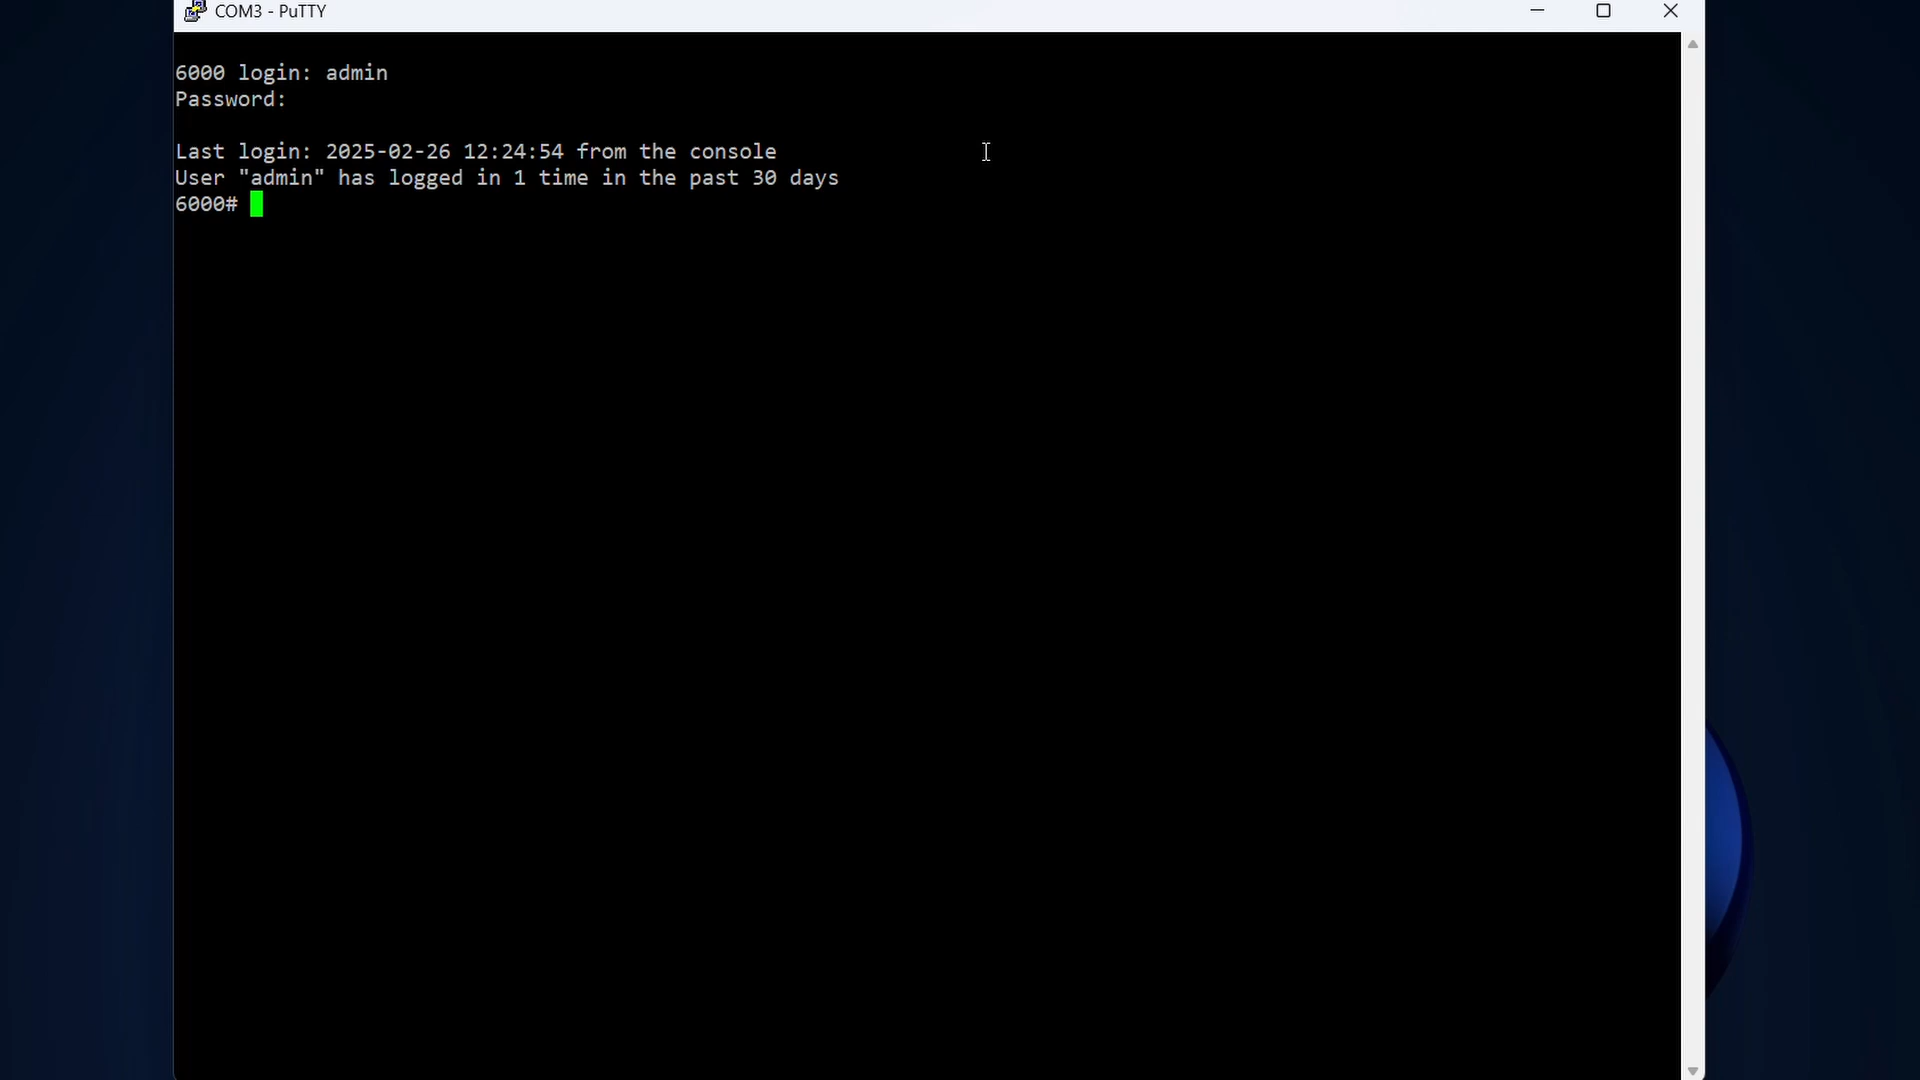 COM3 - PuTTY
6000 login: admin
Password:
Last login: 2025-02-26 12:24:54 from the console
User "admin" has logged in 1 time in the past 30 days
6000#